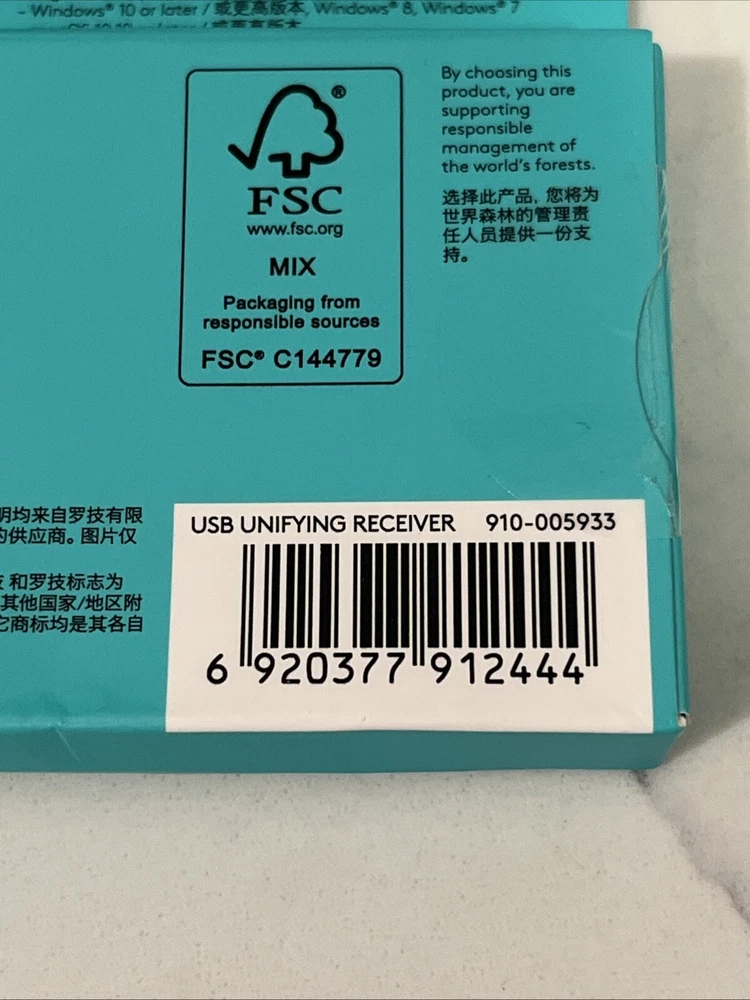 - Windows® 10 or later / 或更高版本, Windows® 8, Windows® 7
®
FSC
www.fsc.org
MIX
Packaging from
responsible sources
FSC® C144779
By choosing this
product, you are
supporting
responsible
management of
the world's forests.
选择此产品, 您将为
世界森林的管理责
任人员提供一份支
持。
明均来自罗技有限
的供应商。图片仅
和罗技标志为
其他国家/地区附
它商标均是其各自
USB UNIFYING RECEIVER 910-005933
6 920377 912444